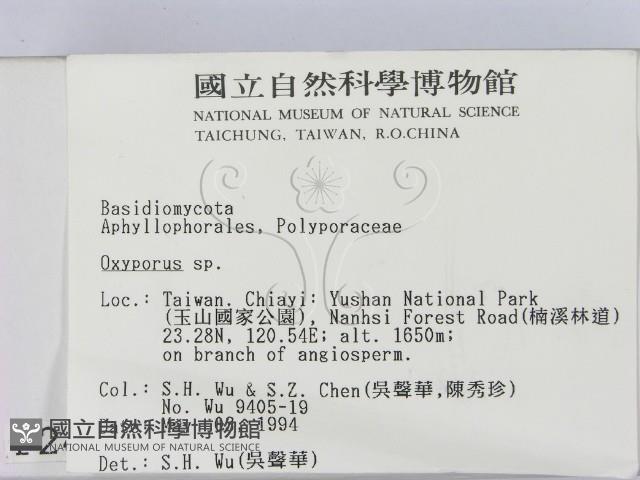 國立自然科學博物館
NATIONAL MUSEUM OF NATURAL SCIENCE
TAICHUNG, TAIWAN, R.O.CHINA
Basidiomycota
Aphyllophorales, Polyporaceae
Oxyporus sp.
Loc.: Taiwan. Chiayi: Yushan National Park
(玉山國家公園), Nanhsi Forest Road(楠溪林道)
23.28N, 120.54E; alt. 1650m;
on branch of angiosperm.
Col.: S.H. Wu & S.Z. Chen(吳聲華,陳秀珍)
No. Wu 9405-19
1994
國立自然科學博物館
NATIONAL MUSEUM OF NATURAL SCIENCE
Det.: S.H. Wu(吳聲華)